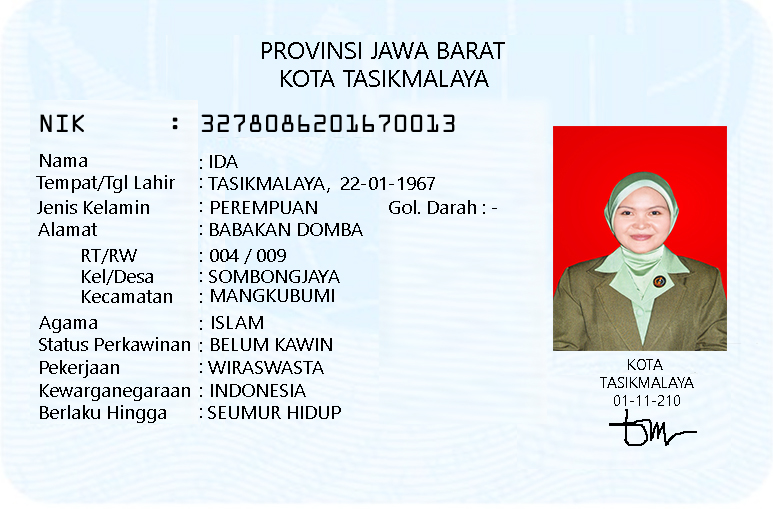 PROVINSI JAWA BARAT
KOTA TASIKMALAYA
NIK : 3278086201670013
Nama : IDA
Tempat/Tgl Lahir : TASIKMALAYA, 22-01-1967
Jenis Kelamin : PEREMPUAN Gol. Darah : -
Alamat : BABAKAN DOMBA
RT/RW : 004 / 009
Kel/Desa : SOMBONGJAYA
Kecamatan : MANGKUBUMI
Agama : ISLAM
Status Perkawinan : BELUM KAWIN
Pekerjaan : WIRASWASTA
Kewarganegaraan : INDONESIA
Berlaku Hingga : SEUMUR HIDUP
KOTA
TASIKMALAYA
01-11-210